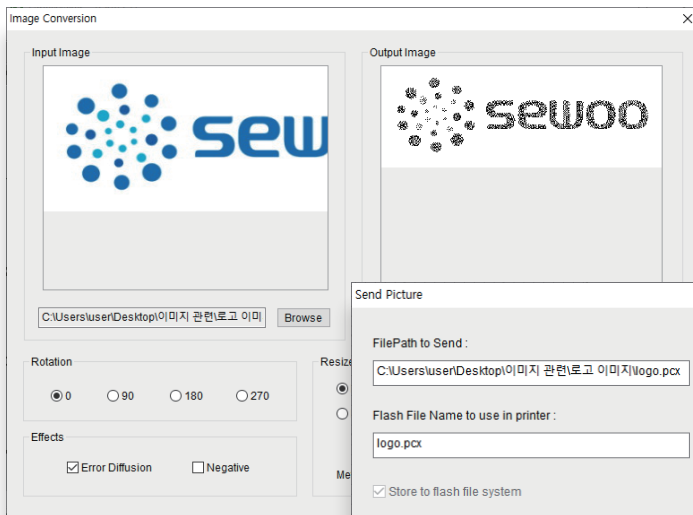 Image Conversion
Input Image
Output Image
sew
sewoo
C:\Users\user\Desktop\이미지 관련\로고 이미
Browse
Send Picture
FilePath to Send :
C:\Users\user\Desktop\이미지 관련\로고 이미지\logo.pcx
Rotation
0
90
180
270
Resize
Flash File Name to use in printer :
logo.pcx
Effects
Error Diffusion
Negative
Me
Store to flash file system